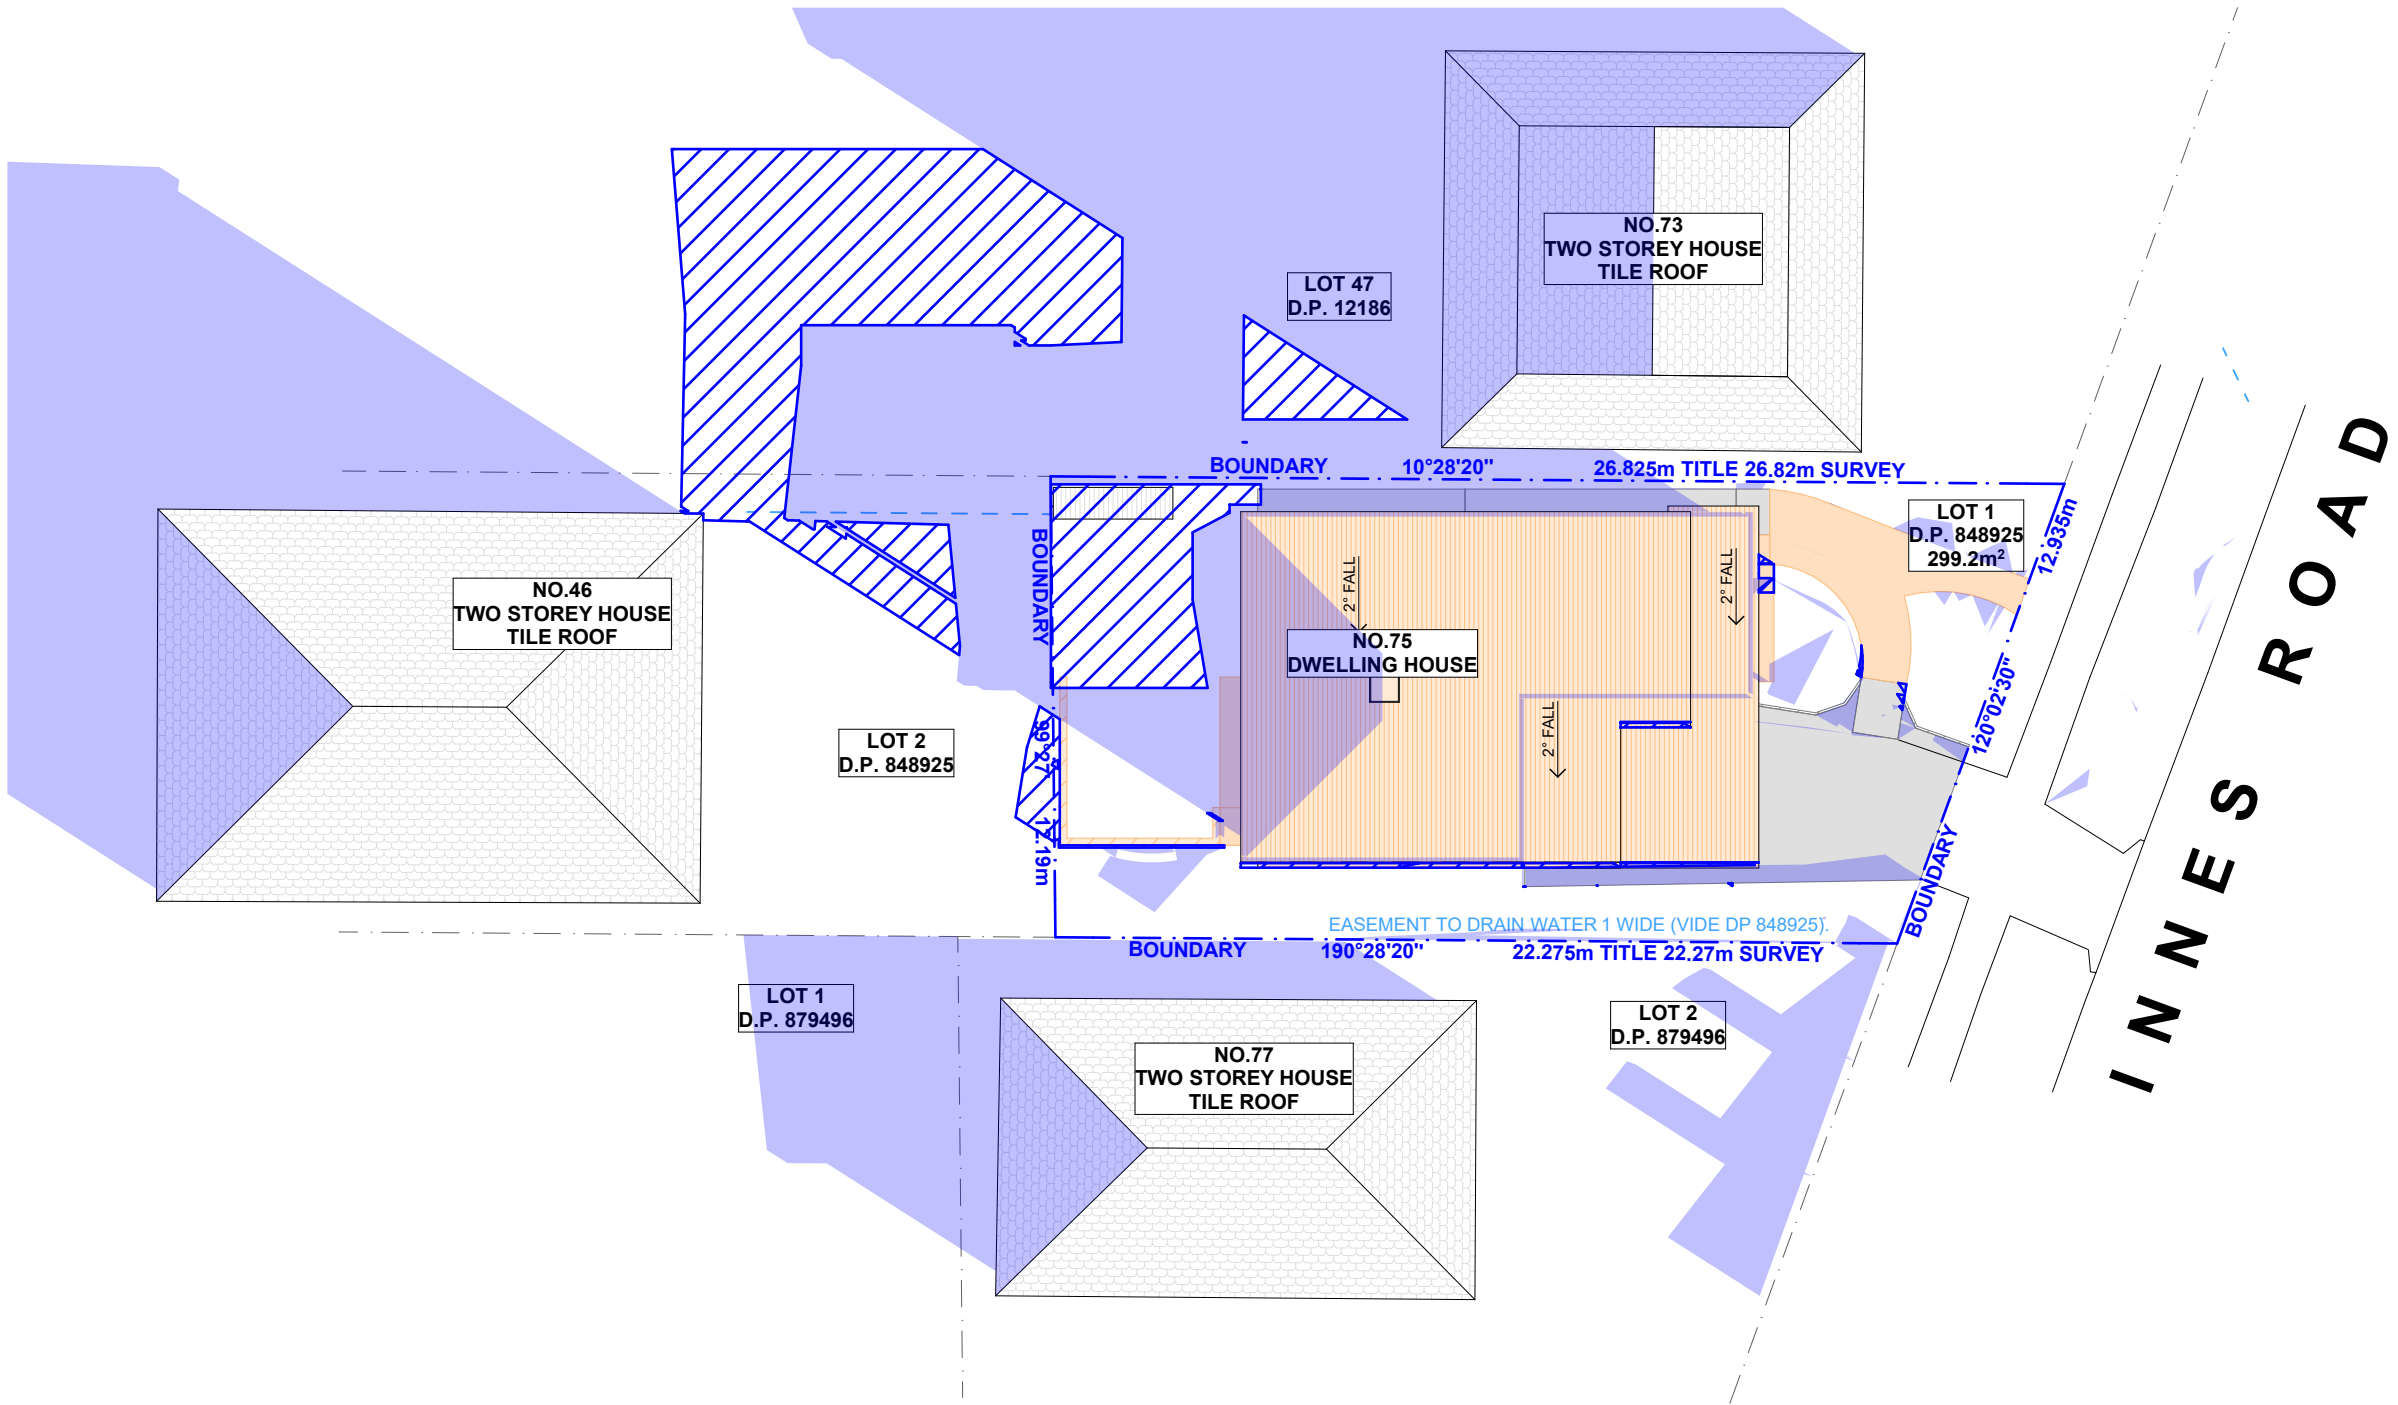 NO.73
TWO STOREY HOUSE
TILE ROOF
LOT 47
D.P. 12186
BOUNDARY 10°28'20" 26.825m TITLE 26.82m SURVEY
LOT 1
D.P. 848925
299.2m²
12.935m
120°02'30"
BOUNDARY
INNES ROAD
NO.46
TWO STOREY HOUSE
TILE ROOF
BOUNDARY
99°27'
12.19m
2° FALL
2° FALL
2° FALL
NO.75
DWELLING HOUSE
LOT 2
D.P. 848925
EASEMENT TO DRAIN WATER 1 WIDE (VIDE DP 848925).
BOUNDARY 190°28'20" 22.275m TITLE 22.27m SURVEY
LOT 1
D.P. 879496
LOT 2
D.P. 879496
NO.77
TWO STOREY HOUSE
TILE ROOF